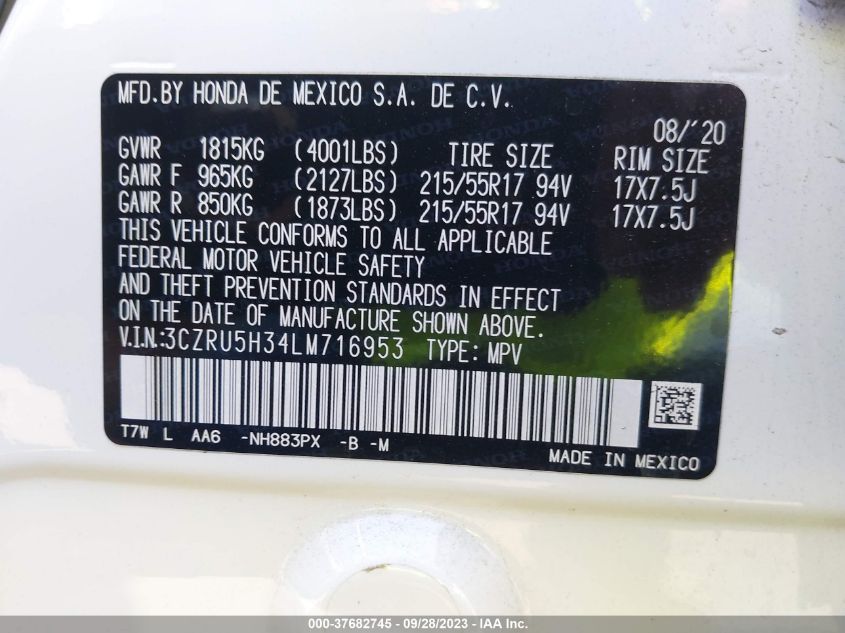 MFD.BY HONDA DE MEXICO S.A. DE C.V.
08/'20
GVWR 1815KG (4001LBS) TIRE SIZE RIM SIZE
GAWR F 965KG (2127LBS) 215/55R17 94V 17X7.5J
GAWR R 850KG (1873LBS) 215/55R17 94V 17X7.5J
THIS VEHICLE CONFORMS TO ALL APPLICABLE
FEDERAL MOTOR VEHICLE SAFETY
AND THEFT PREVENTION STANDARDS IN EFFECT
ON THE DATE OF MANUFACTURE SHOWN ABOVE.
V.I.N:3CZRU5H34LM716953 TYPE: MPV
T7W L AA6 -NH883PX -B -M
MADE IN MEXICO
000-37682745 - 09/28/2023 - IAA Inc.